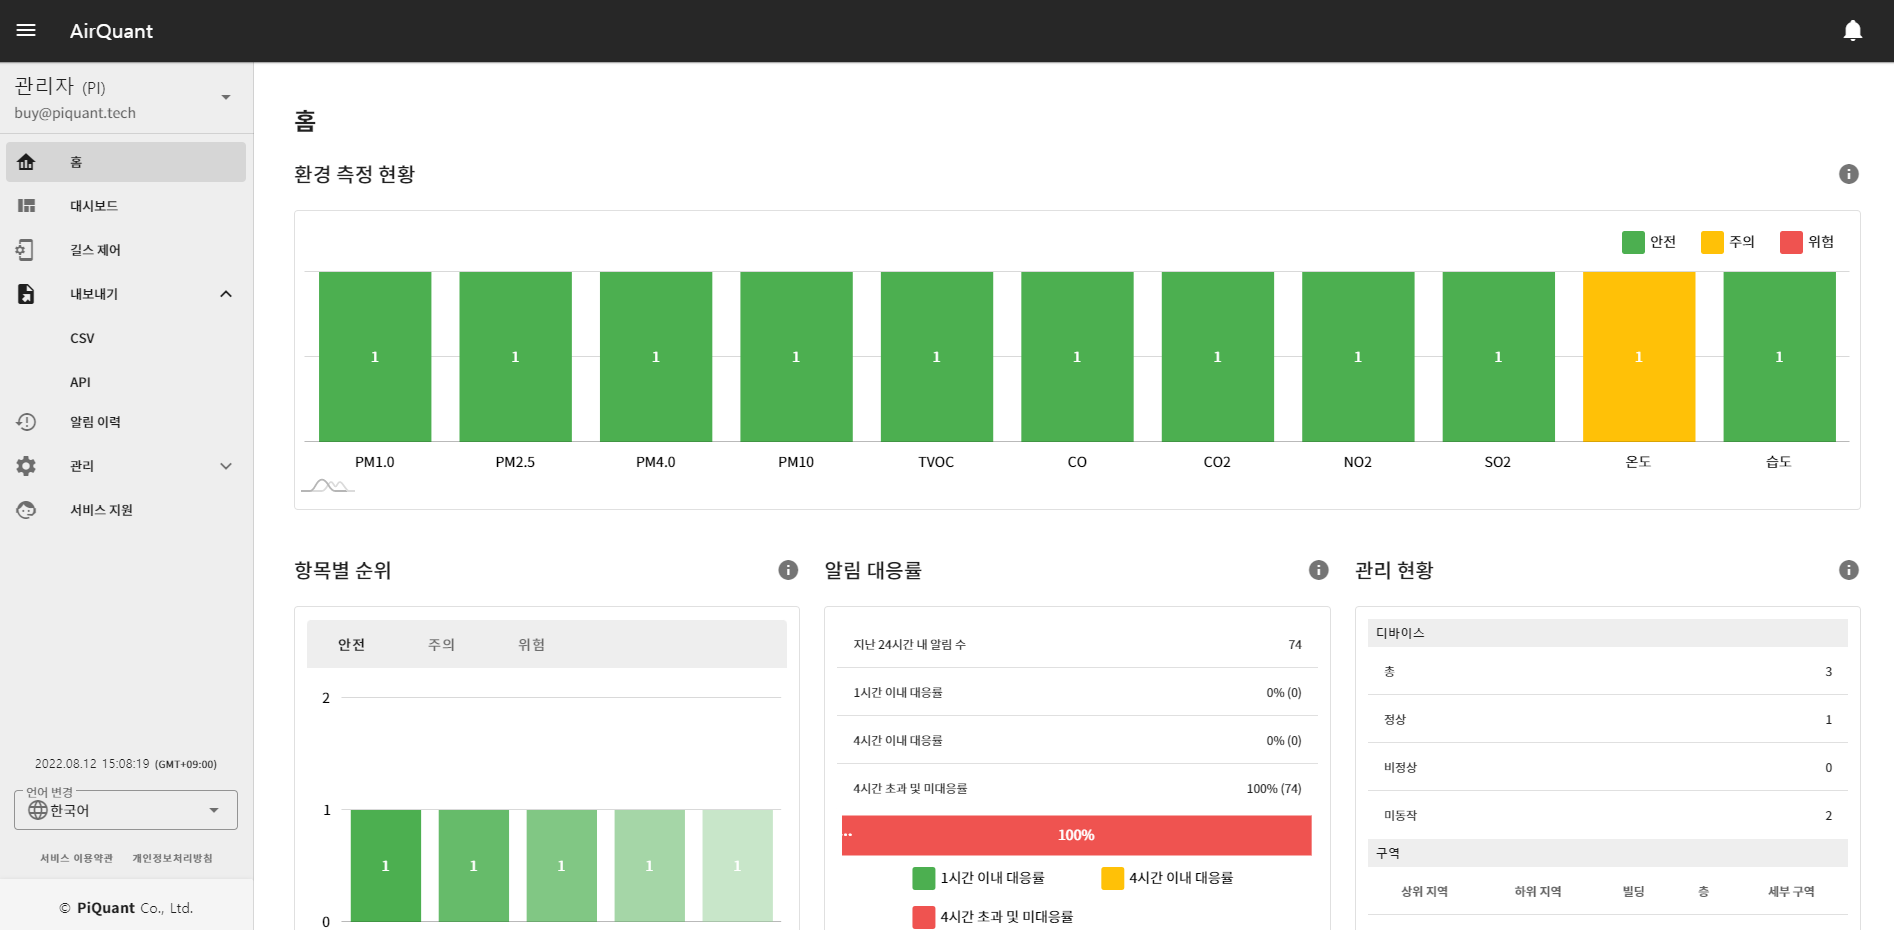 AirQuant
관리자 (PI)
buy@piquant.tech
홈
대시보드
길스 제어
내보내기
CSV
API
알림 이력
관리
서비스 지원
2022.08.12 15:08:19 (GMT+09:00)
언어 변경
한국어
서비스 이용약관 개인정보처리방침
© PiQuant Co., Ltd.
홈
환경 측정 현황
안전 주의 위험
1 1 1 1 1 1 1 1 1 1 1
PM1.0 PM2.5 PM4.0 PM10 TVOC CO CO2 NO2 SO2 온도 습도
항목별 순위
안전 주의 위험
2
1
1 1 1 1 1
0
알림 대응률
지난 24시간 내 알림 수 74
1시간 이내 대응률 0% (0)
4시간 이내 대응률 0% (0)
4시간 초과 및 미대응률 100% (74)
... 100%
1시간 이내 대응률 4시간 이내 대응률
4시간 초과 및 미대응률
관리 현황
디바이스
총 3
정상 1
비정상 0
미동작 2
구역
상위 지역 하위 지역 빌딩 층 세부 구역